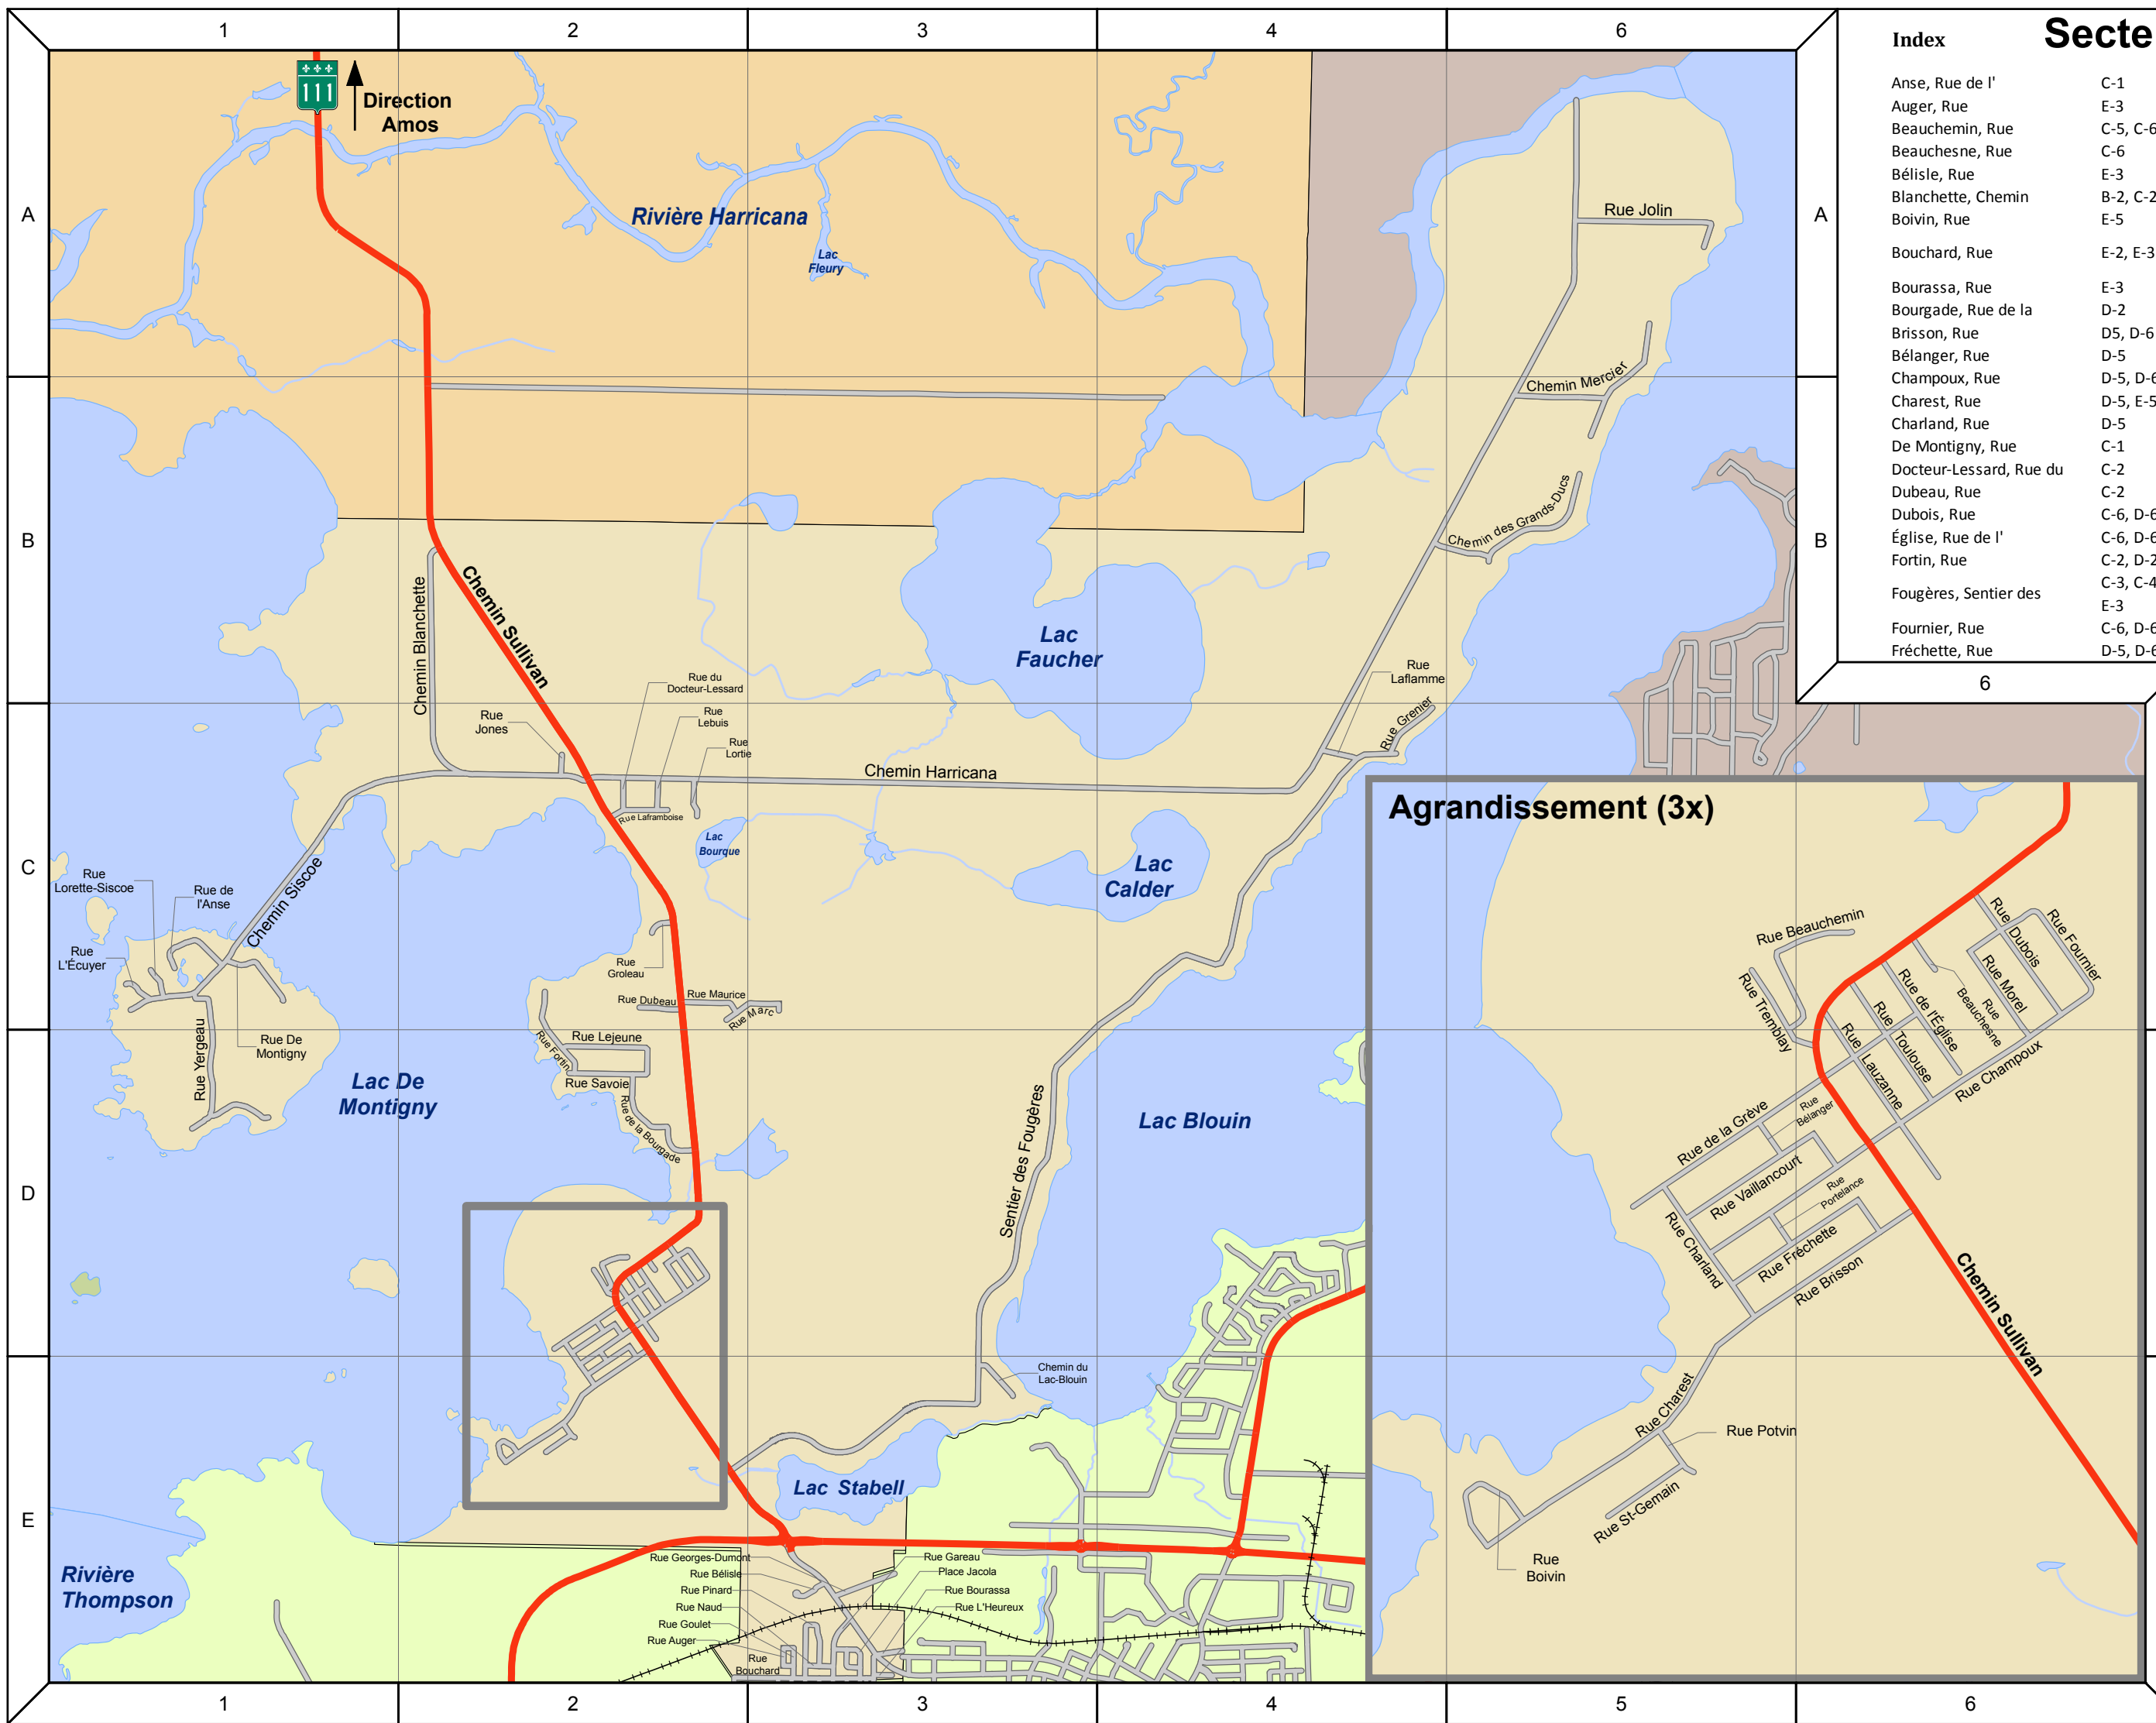 1
2
3
4
6
Index
Secte
Anse, Rue de l' C-1
Auger, Rue E-3
Beauchemin, Rue C-5, C-6
Beauchesne, Rue C-6
Bélisle, Rue E-3
Blanchette, Chemin B-2, C-2
Boivin, Rue E-5
Bouchard, Rue E-2, E-3
Bourassa, Rue E-3
Bourgade, Rue de la D-2
Brisson, Rue D5, D-6
Bélanger, Rue D-5
Champoux, Rue D-5, D-6
Charest, Rue D-5, E-5
Charland, Rue D-5
De Montigny, Rue C-1
Docteur-Lessard, Rue du C-2
Dubeau, Rue C-2
Dubois, Rue C-6, D-6
Église, Rue de l' C-6, D-6
Fortin, Rue C-2, D-2
Fougères, Sentier des C-3, C-4
E-3
Fournier, Rue C-6, D-6
Fréchette, Rue D-5, D-6
6
111
Direction
Amos
A
A
Rivière Harricana
Lac
Fleury
Rue Jolin
Chemin Mercier
B
B
Chemin des Grands-Ducs
Chemin Blanchette
Chemin Sullivan
Lac
Faucher
Rue du
Docteur-Lessard
Rue
Laflamme
Rue
Jones
Rue
Lebuis
Rue
Lortie
Rue Grenier
Chemin Harricana
Rue Laframboise
Lac
Bourque
Lac
Calder
C
Rue
Lorette-Siscoe
Rue de
l'Anse
Chemin Siscoe
Rue
L'Écuyer
Rue
Groleau
Rue Dubeau
Rue Maurice
Rue Marc
Rue Yergeau
Rue De
Montigny
Rue Lejeune
Rue Fortin
Rue Savoie
Rue de la Bourgade
Lac De
Montigny
Sentier des Fougères
Lac Blouin
D
Chemin du
Lac-Blouin
Lac Stabell
E
Rivière
Thompson
Rue Georges-Dumont
Rue Bélisle
Rue Pinard
Rue Naud
Rue Goulet
Rue Auger
Rue
Bouchard
Rue Gareau
Place Jacola
Rue Bourassa
Rue L'Heureux
Agrandissement (3x)
Rue Beauchemin
Rue Tremblay
Rue
Dubois
Rue Fournier
Rue Morel
Rue
Beauchesne
Rue de l'Église
Rue
Toulouse
Rue
Lauzanne
Rue Champoux
Rue de la Grève
Rue
Bélanger
Rue Vaillancourt
Rue
Portelance
Rue Charland
Rue Fréchette
Rue Brisson
Chemin Sullivan
Rue Charest
Rue Potvin
Rue St-Gemain
Rue
Boivin
1
2
3
4
5
6